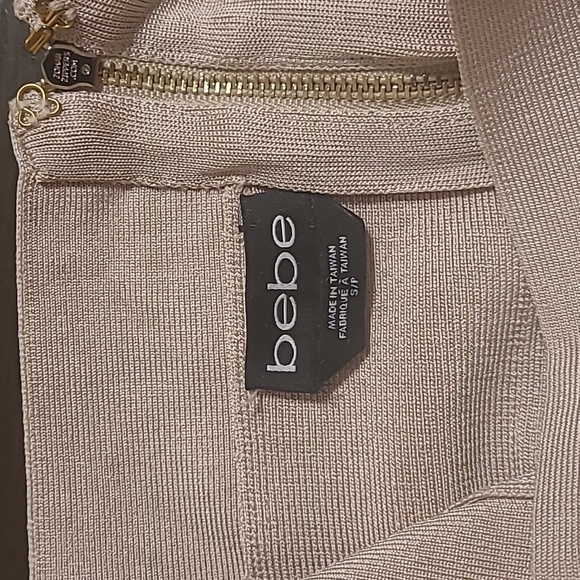 bebe
MADE IN TAIWAN
FABRIQUÉ À TAIWAN
S/P